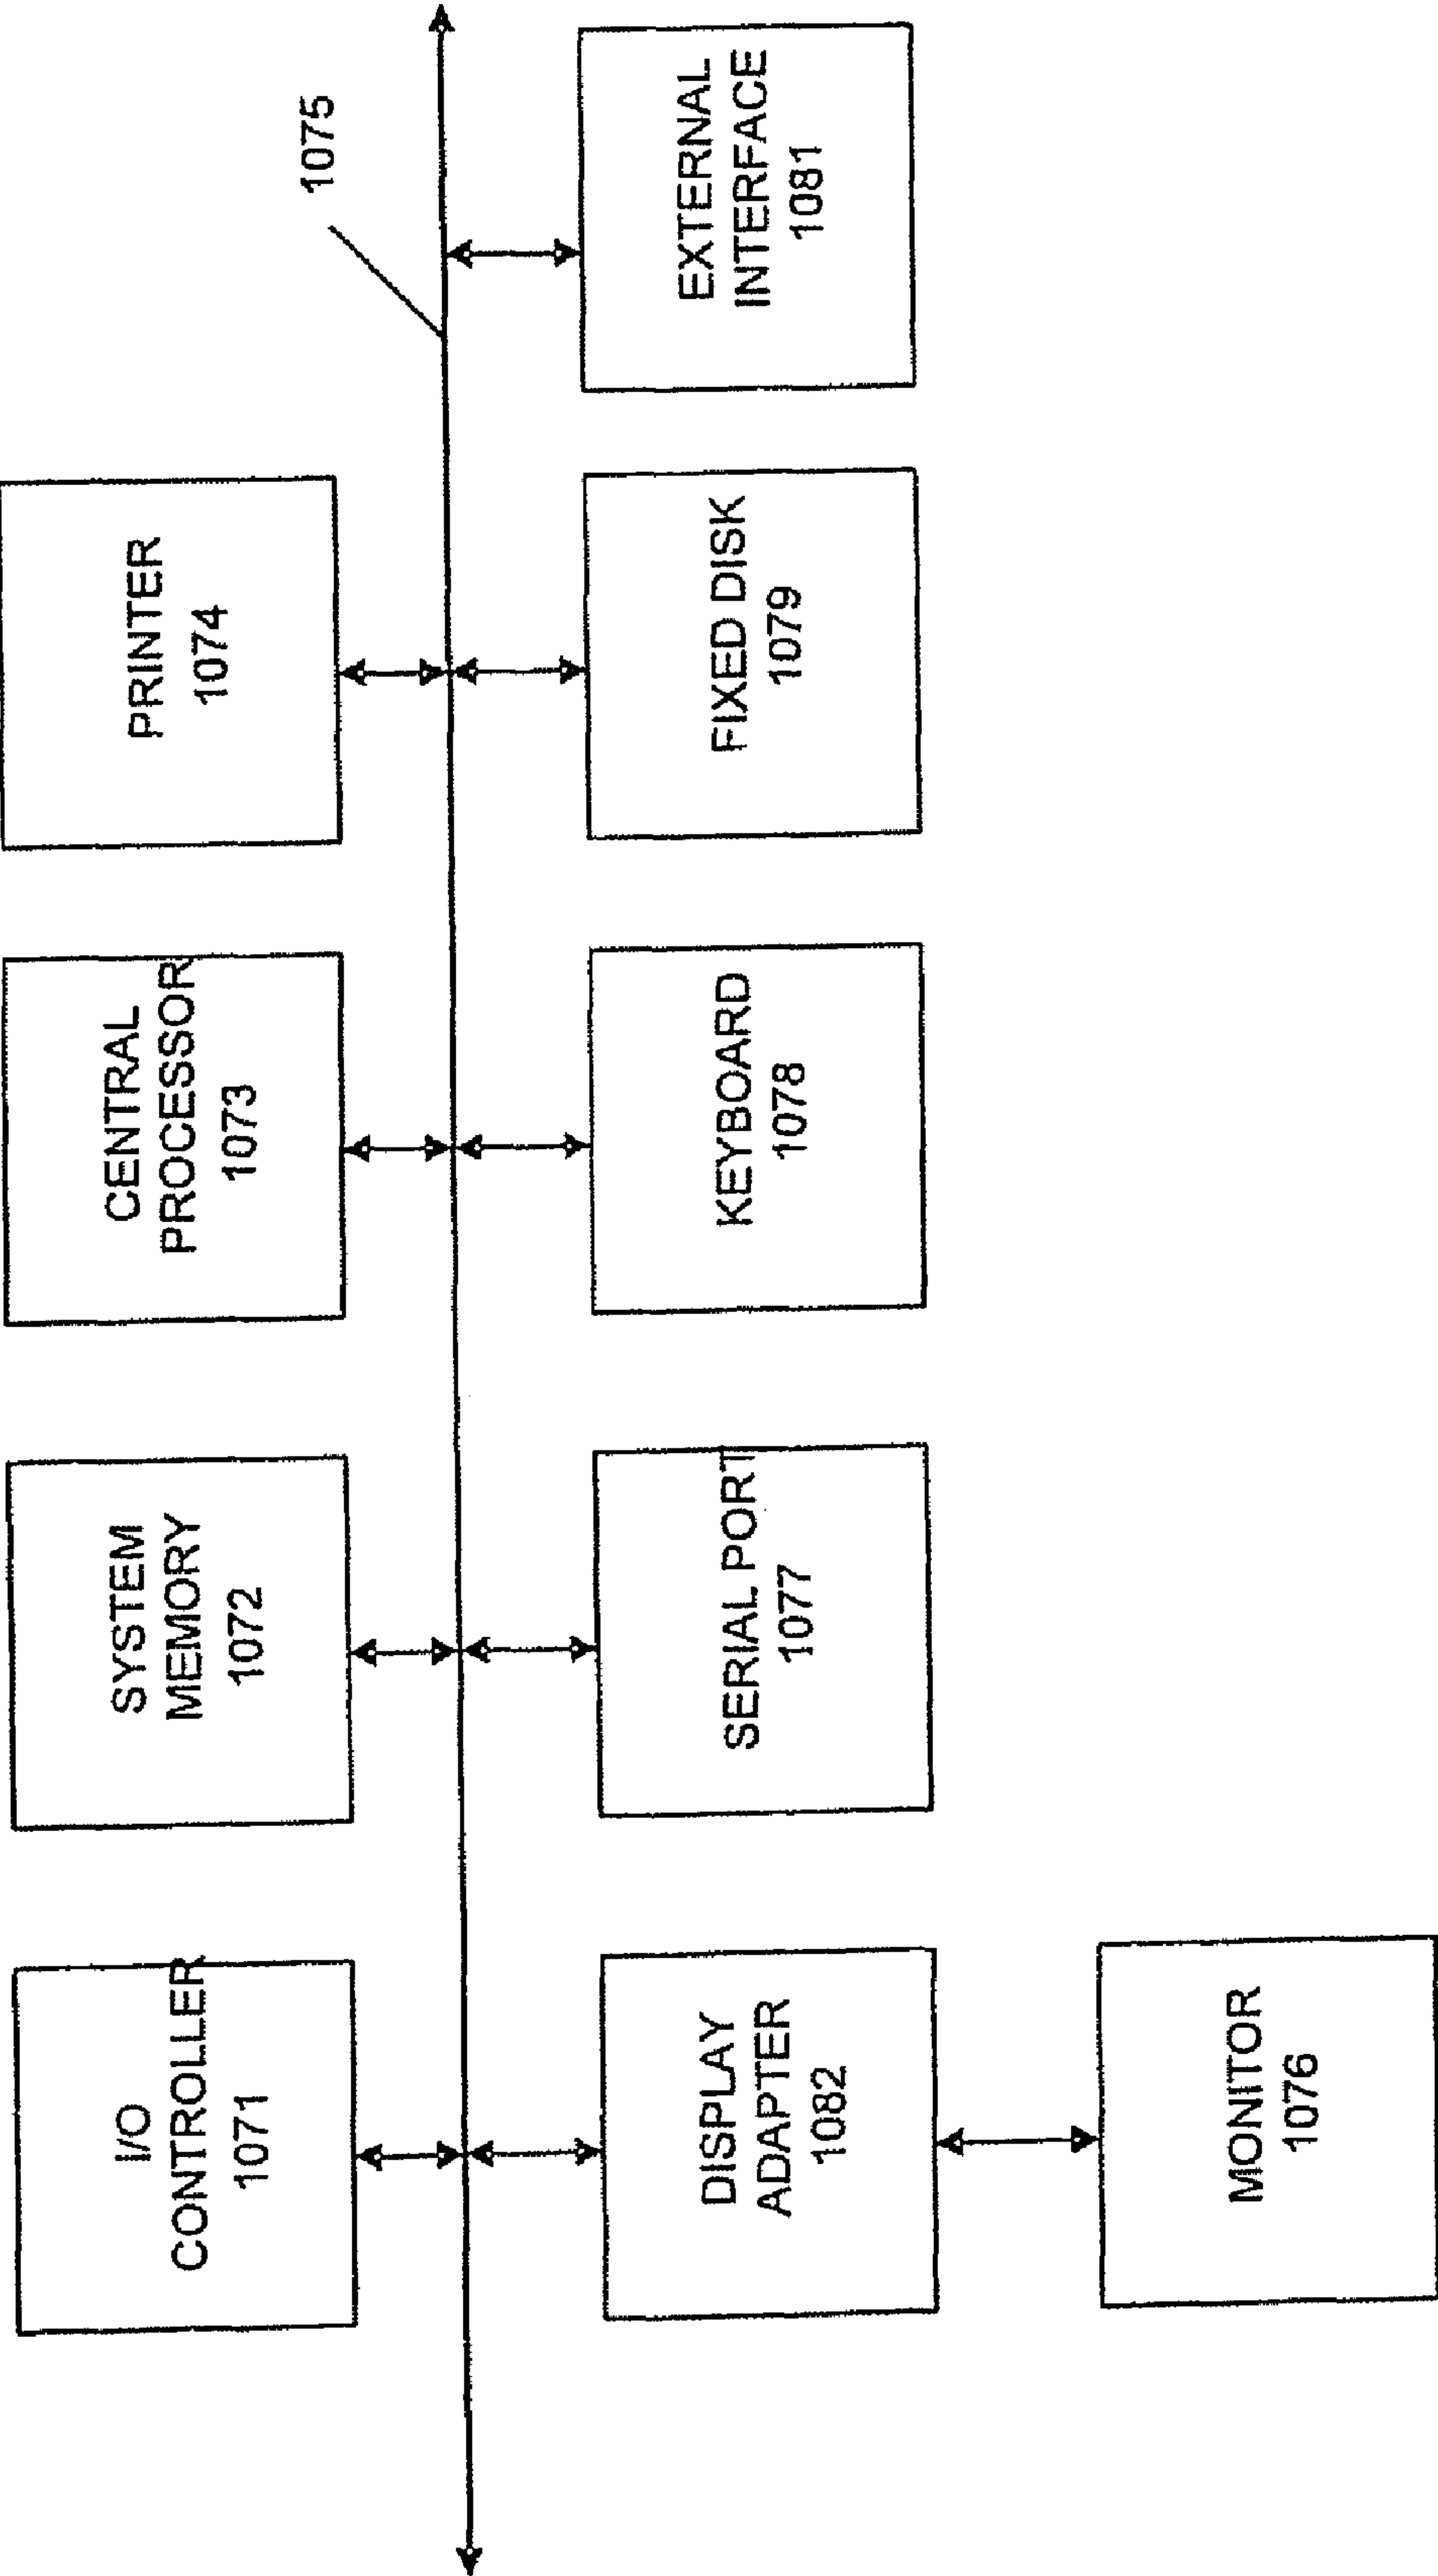 I/O
CONTROLLER
1071
SYSTEM
MEMORY
1072
CENTRAL
PROCESSOR
1073
PRINTER
1074
1075
DISPLAY
ADAPTER
1082
SERIAL PORT
1077
KEYBOARD
1078
FIXED DISK
1079
EXTERNAL
INTERFACE
1081
MONITOR
1076